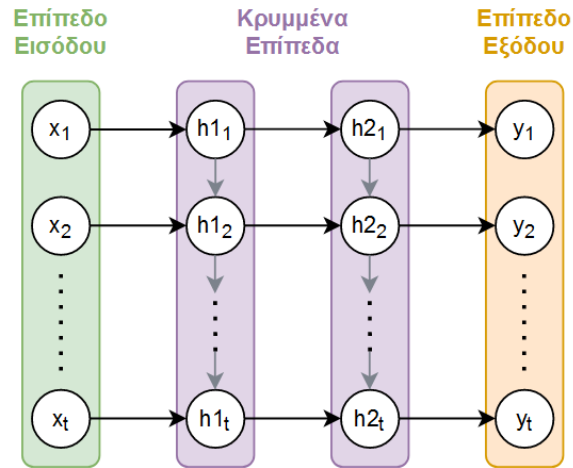 Επίπεδο
Εισόδου
Κρυμμένα
Επίπεδα
Επίπεδο
Εξόδου
x₁ h1₁ h2₁ y₁
x₂ h1₂ h2₂ y₂
xₜ h1ₜ h2ₜ yₜ